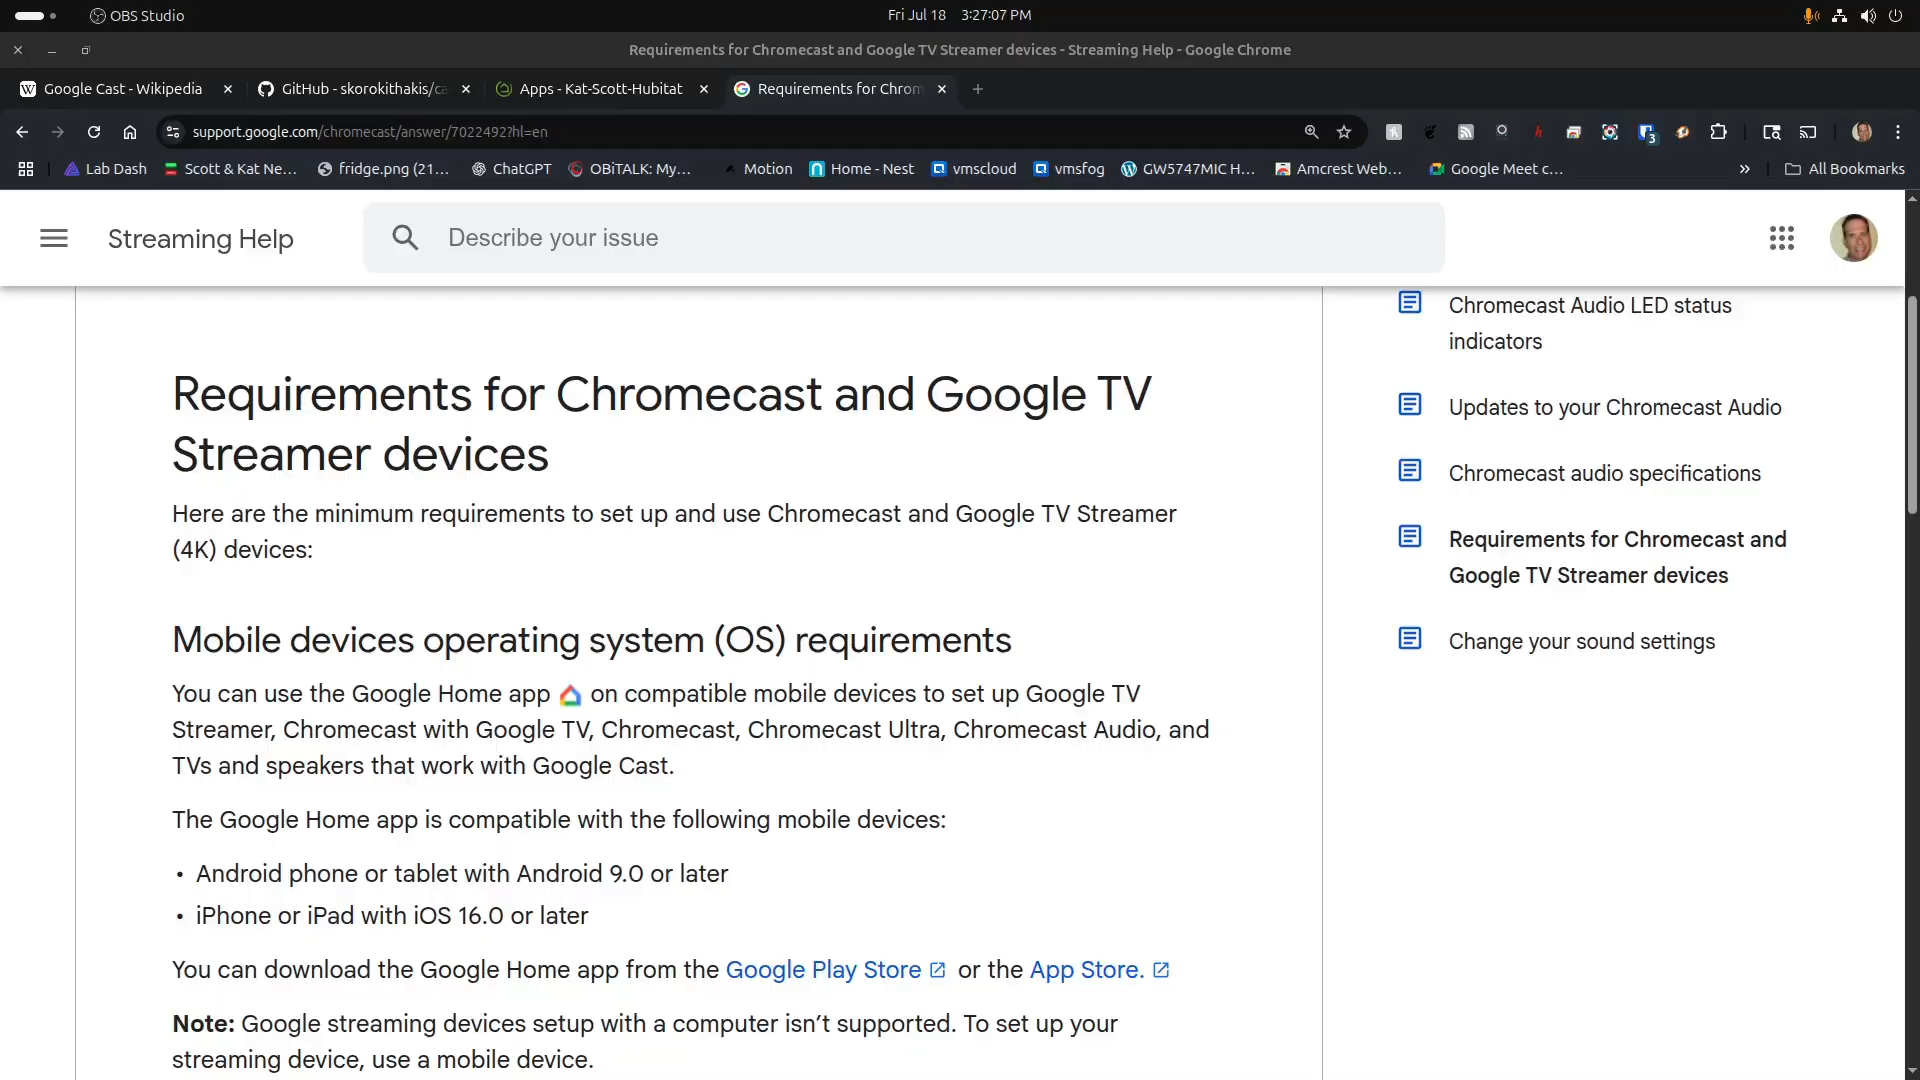 OBS Studio
Fri Jul 18 3:27:07 PM
Requirements for Chromecast and Google TV Streamer devices - Streaming Help - Google Chrome
Google Cast - Wikipedia
GitHub - skorokithakis/ca
Apps - Kat-Scott-Hubitat
Requirements for Chrom
support.google.com/chromecast/answer/7022492?hl=en
3
Lab Dash
Scott & Kat Ne...
fridge.png (21...
ChatGPT
OBiTALK: My...
Motion
Home - Nest
vmscloud
vmsfog
GW5747MIC H...
Amcrest Web...
Google Meet c...
All Bookmarks
Streaming Help
Describe your issue
Requirements for Chromecast and Google TV
Streamer devices
Here are the minimum requirements to set up and use Chromecast and Google TV Streamer
(4K) devices:
Mobile devices operating system (OS) requirements
You can use the Google Home app on compatible mobile devices to set up Google TV
Streamer, Chromecast with Google TV, Chromecast, Chromecast Ultra, Chromecast Audio, and
TVs and speakers that work with Google Cast.
The Google Home app is compatible with the following mobile devices:
• Android phone or tablet with Android 9.0 or later
• iPhone or iPad with iOS 16.0 or later
You can download the Google Home app from the Google Play Store or the App Store.
Note: Google streaming devices setup with a computer isn’t supported. To set up your
streaming device, use a mobile device.
Chromecast Audio LED status
indicators
Updates to your Chromecast Audio
Chromecast audio specifications
Requirements for Chromecast and
Google TV Streamer devices
Change your sound settings